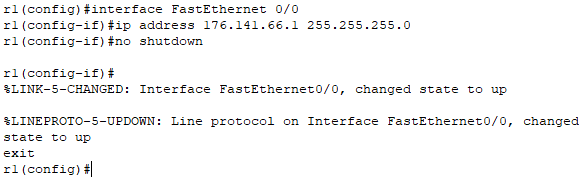 r1(config)#interface FastEthernet 0/0
r1(config-if)#ip address 176.141.66.1 255.255.255.0
r1(config-if)#no shutdown
r1(config-if)#
%LINK-5-CHANGED: Interface FastEthernet0/0, changed state to up
%LINEPROTO-5-UPDOWN: Line protocol on Interface FastEthernet0/0, changed
state to up
exit
r1(config)#